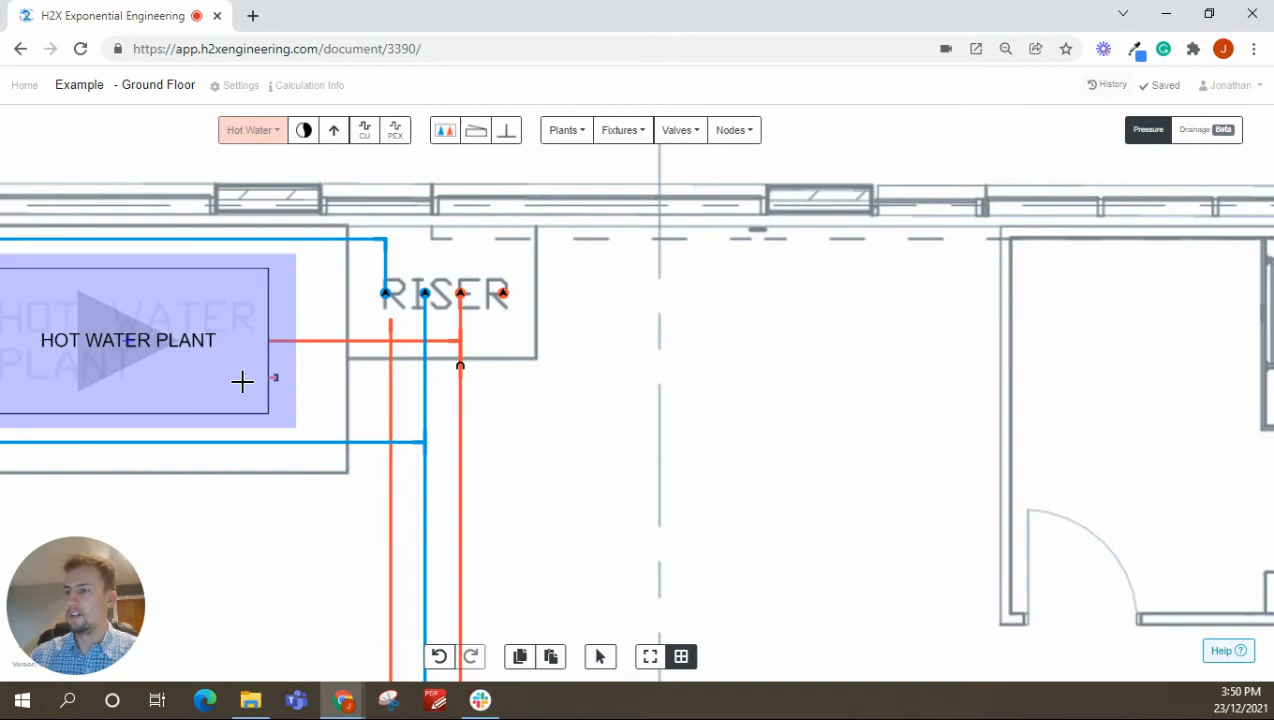 H2X Exponential Engineering
https://app.h2xengineering.com/document/3390/
J
Home
Example - Ground Floor
Settings
Calculation Info
History
Saved
Jonathan
Hot Water
CU
PEX
Plants
Fixtures
Valves
Nodes
Pressure
Drainage Beta
RISER
HOT WATER
PLANT
HOT WATER PLANT
Version:
Help
PDF
3:50 PM
23/12/2021